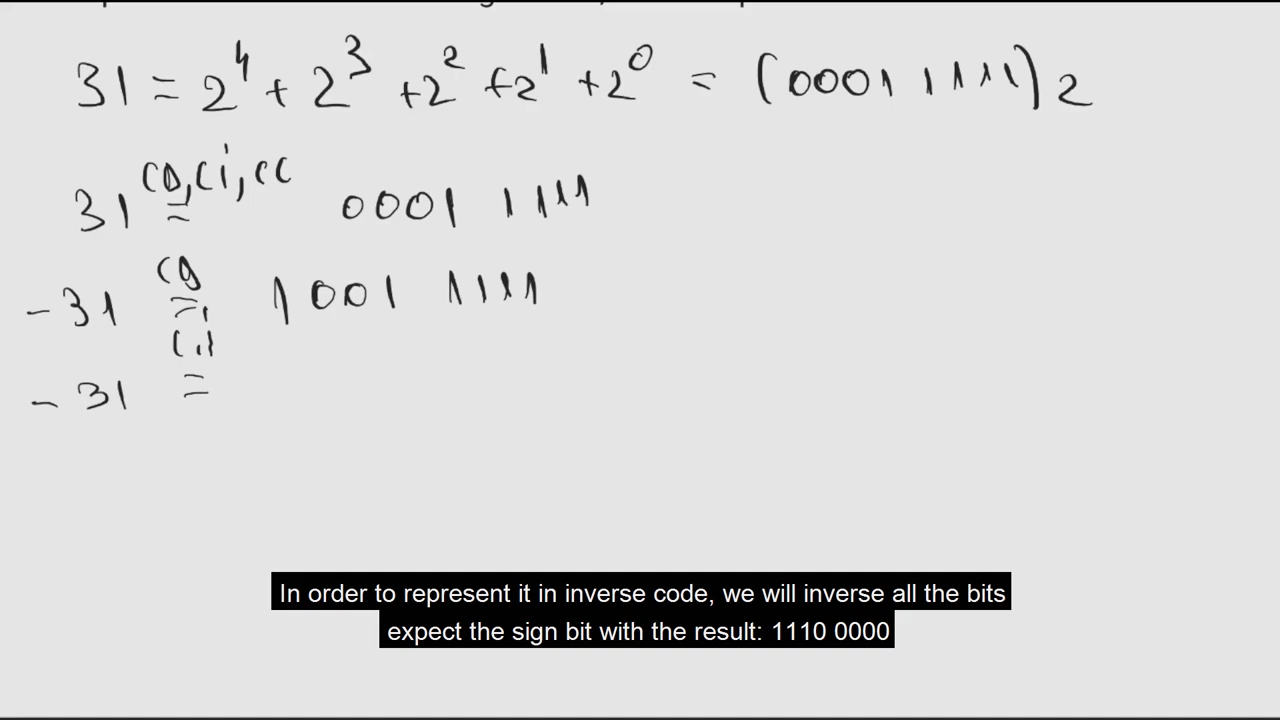 31 = 2^4 + 2^3 + 2^2 + 2^1 + 2^0 = (0001 1111)2
31 CD, Ci, CC = 0001 1111
-31 CD = 1 001 1111
-31 Ci =
In order to represent it in inverse code, we will inverse all the bits
expect the sign bit with the result: 1110 0000